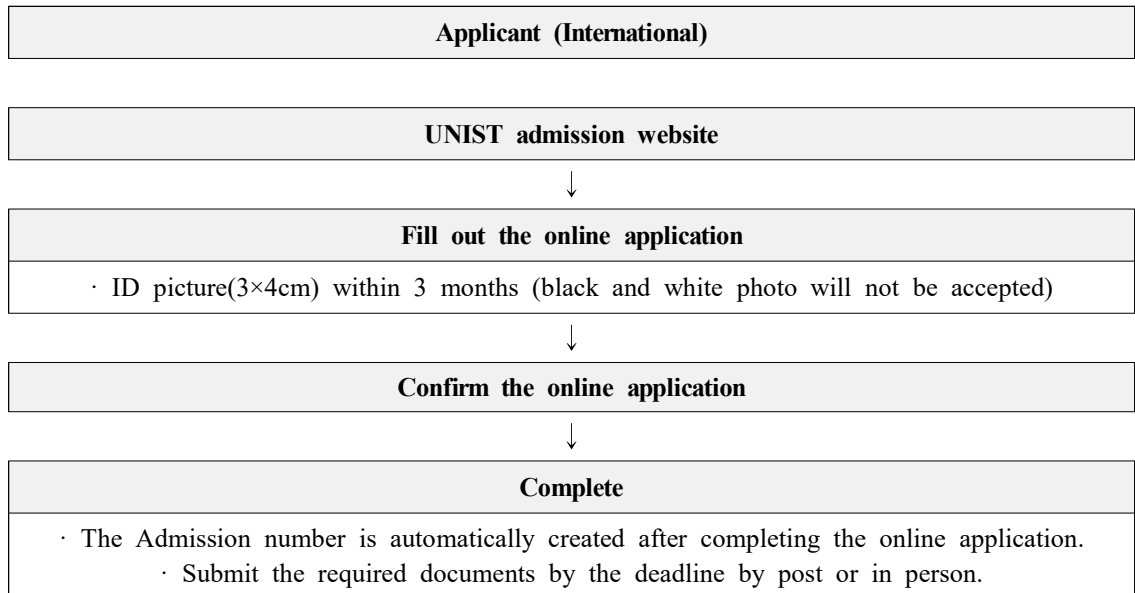 Applicant (International)
UNIST admission website
↓
Fill out the online application
· ID picture(3×4cm) within 3 months (black and white photo will not be accepted)
↓
Confirm the online application
↓
Complete
· The Admission number is automatically created after completing the online application.
· Submit the required documents by the deadline by post or in person.